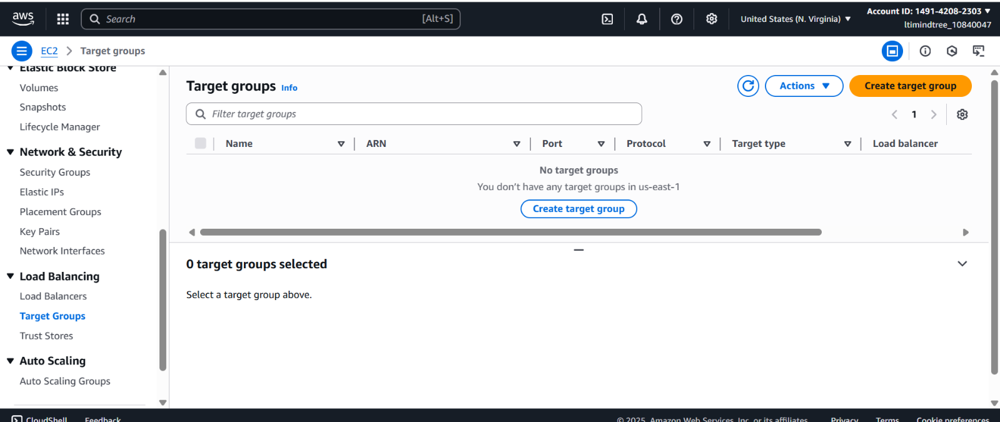 aws
Search [Alt+S]
United States (N. Virginia)
Account ID: 1491-4208-2303
ltimindtree_10840047
EC2
Target groups
Elastic Block Store
Volumes
Snapshots
Lifecycle Manager
Network & Security
Security Groups
Elastic IPs
Placement Groups
Key Pairs
Network Interfaces
Load Balancing
Load Balancers
Target Groups
Trust Stores
Auto Scaling
Auto Scaling Groups
Target groups Info
Actions
Create target group
Filter target groups
1
Name ARN Port Protocol Target type Load balancer
No target groups
You don't have any target groups in us-east-1
Create target group
0 target groups selected
Select a target group above.
CloudShell Feedback © 2025, Amazon Web Services, Inc. or its affiliates. Privacy Terms Cookie preferences